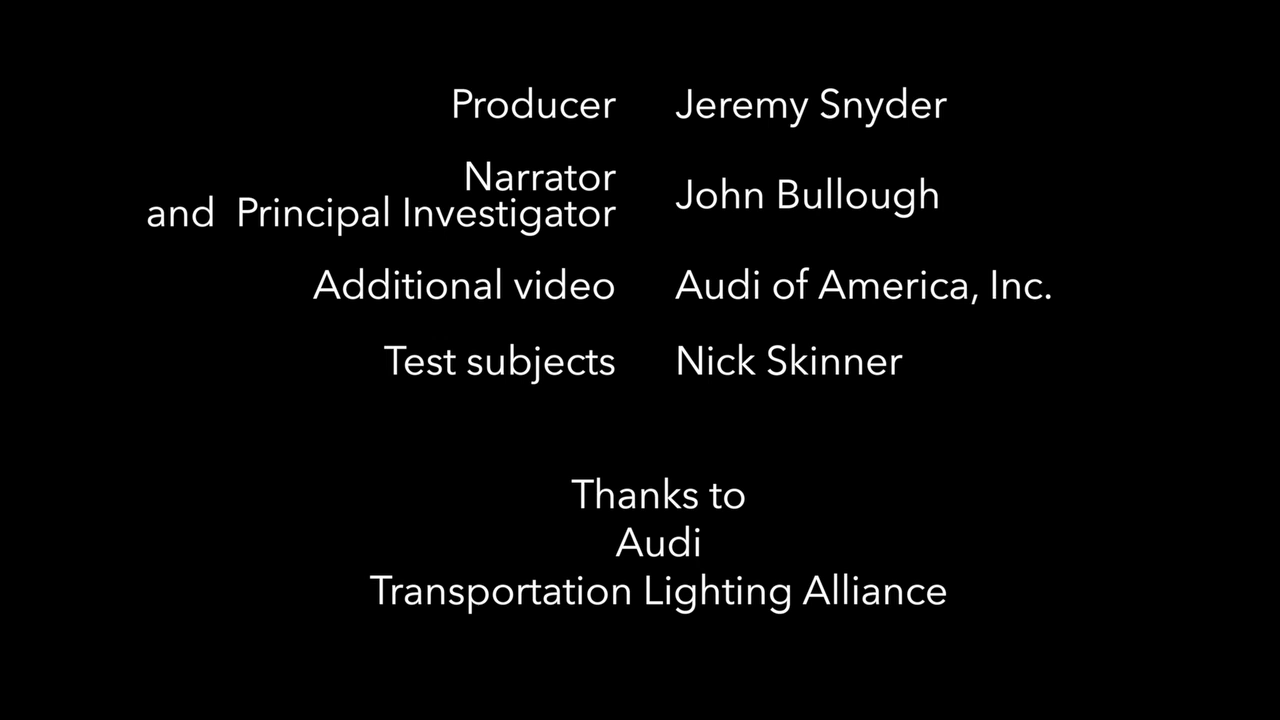 Producer Jeremy Snyder
Narrator
and Principal Investigator John Bullough
Additional video Audi of America, Inc.
Test subjects Nick Skinner
Thanks to
Audi
Transportation Lighting Alliance